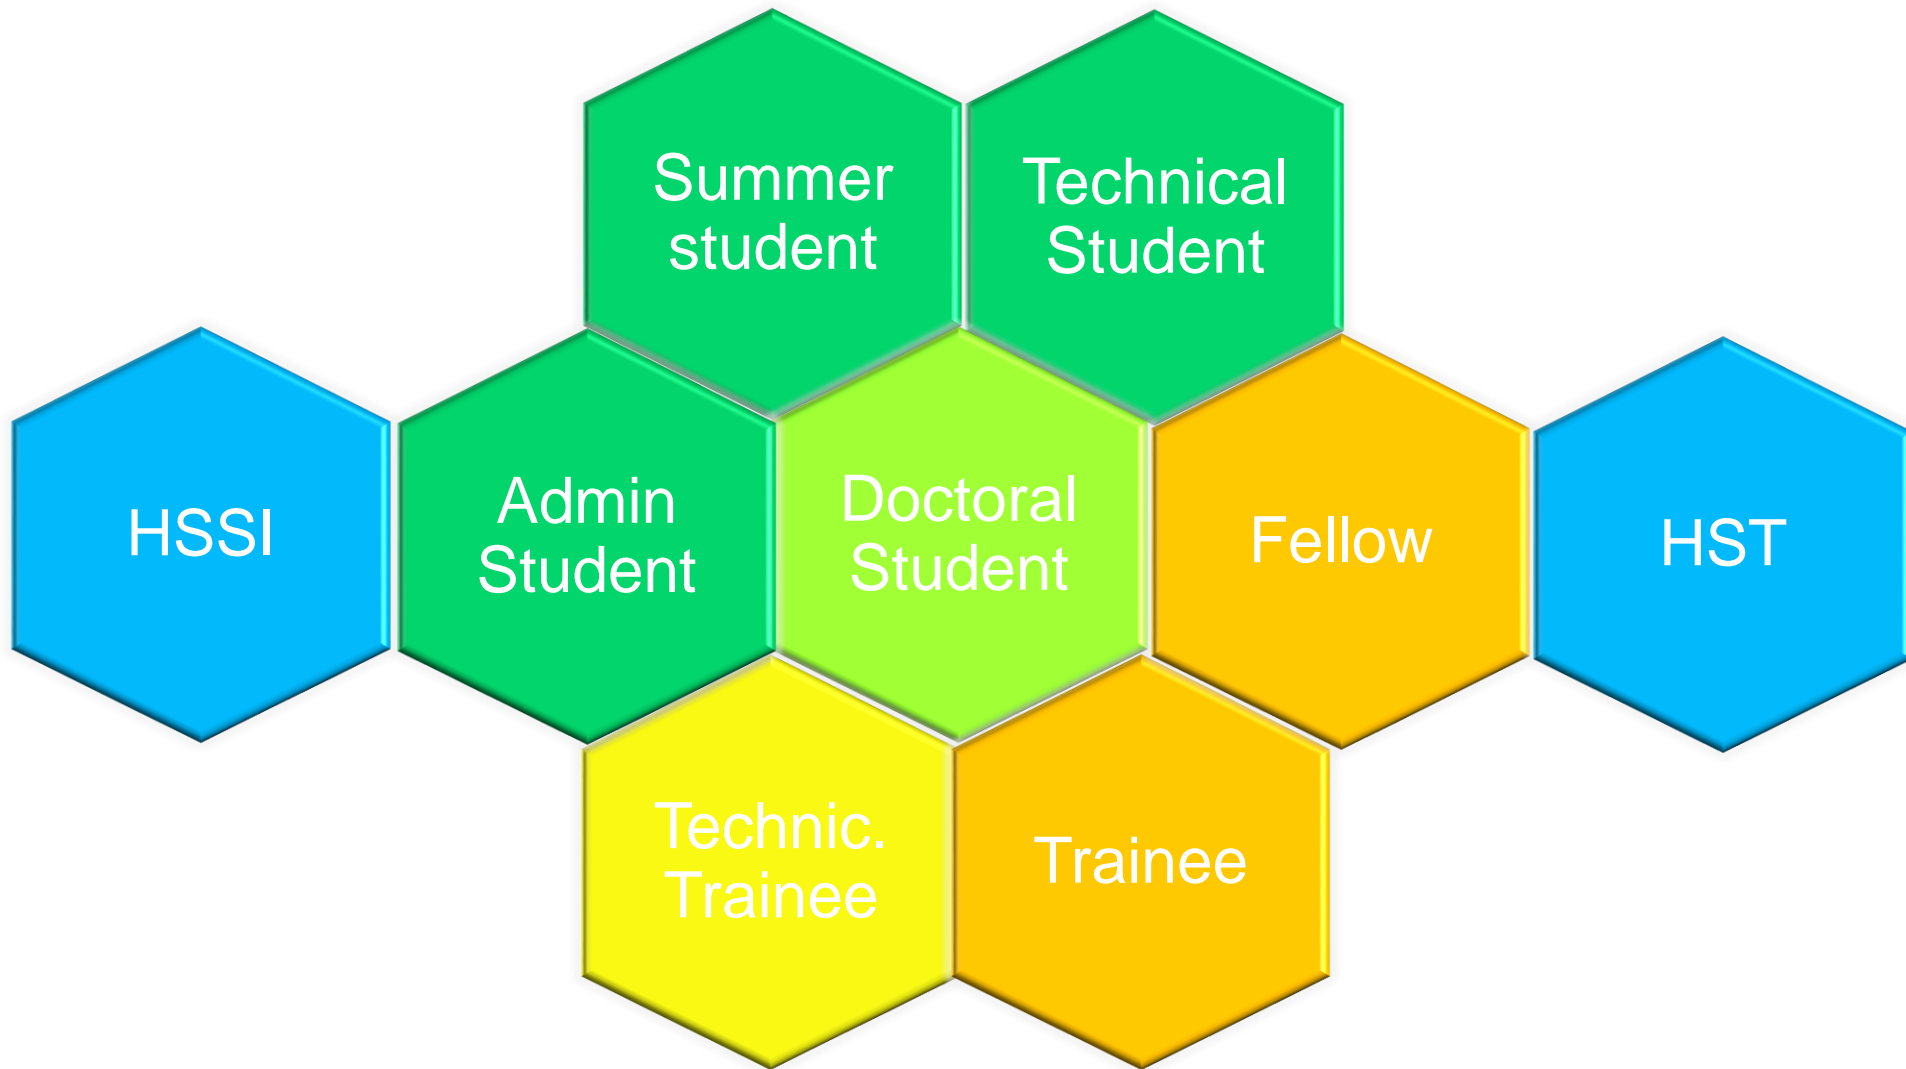 Summer
student
Technical
Student
HSSI
Admin
Student
Doctoral
Student
Fellow
HST
Technic.
Trainee
Trainee